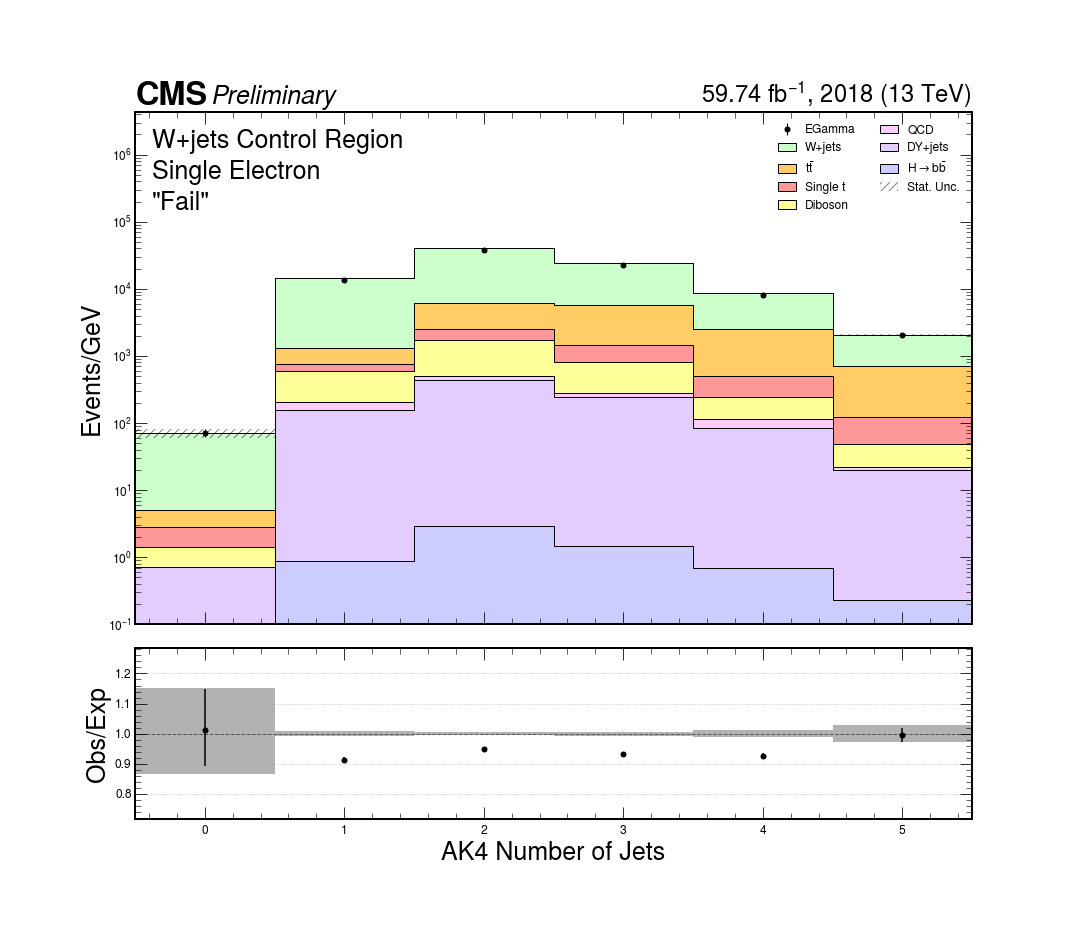 CMS Preliminary
59.74 fb⁻¹, 2018 (13 TeV)
W+jets Control Region
Single Electron
"Fail"
EGamma
W+jets
tt̄
Single t
Diboson
QCD
DY+jets
H→bb̄
Stat. Unc.
Events/GeV
10⁶
10⁵
10⁴
10³
10²
10¹
10⁰
10⁻¹
Obs/Exp
1.2
1.1
1.0
0.9
0.8
0 1 2 3 4 5
AK4 Number of Jets